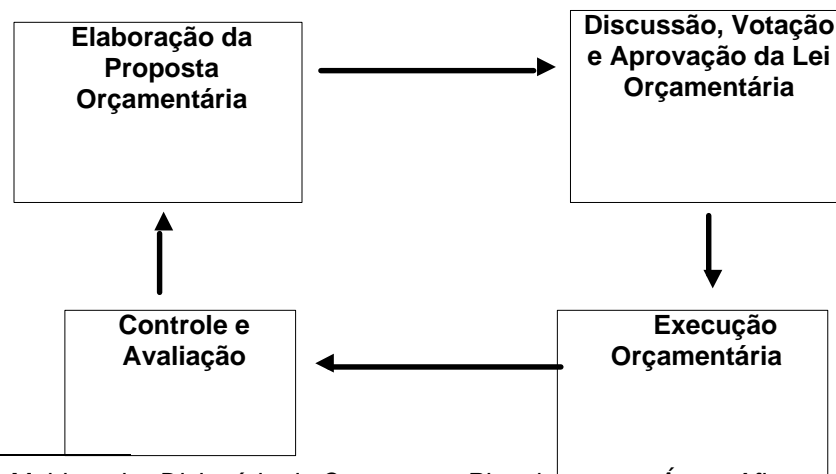 Elaboração da
Proposta
Orçamentária
Discussão, Votação
e Aprovação da Lei
Orçamentária
Controle e
Avaliação
Execução
Orçamentária